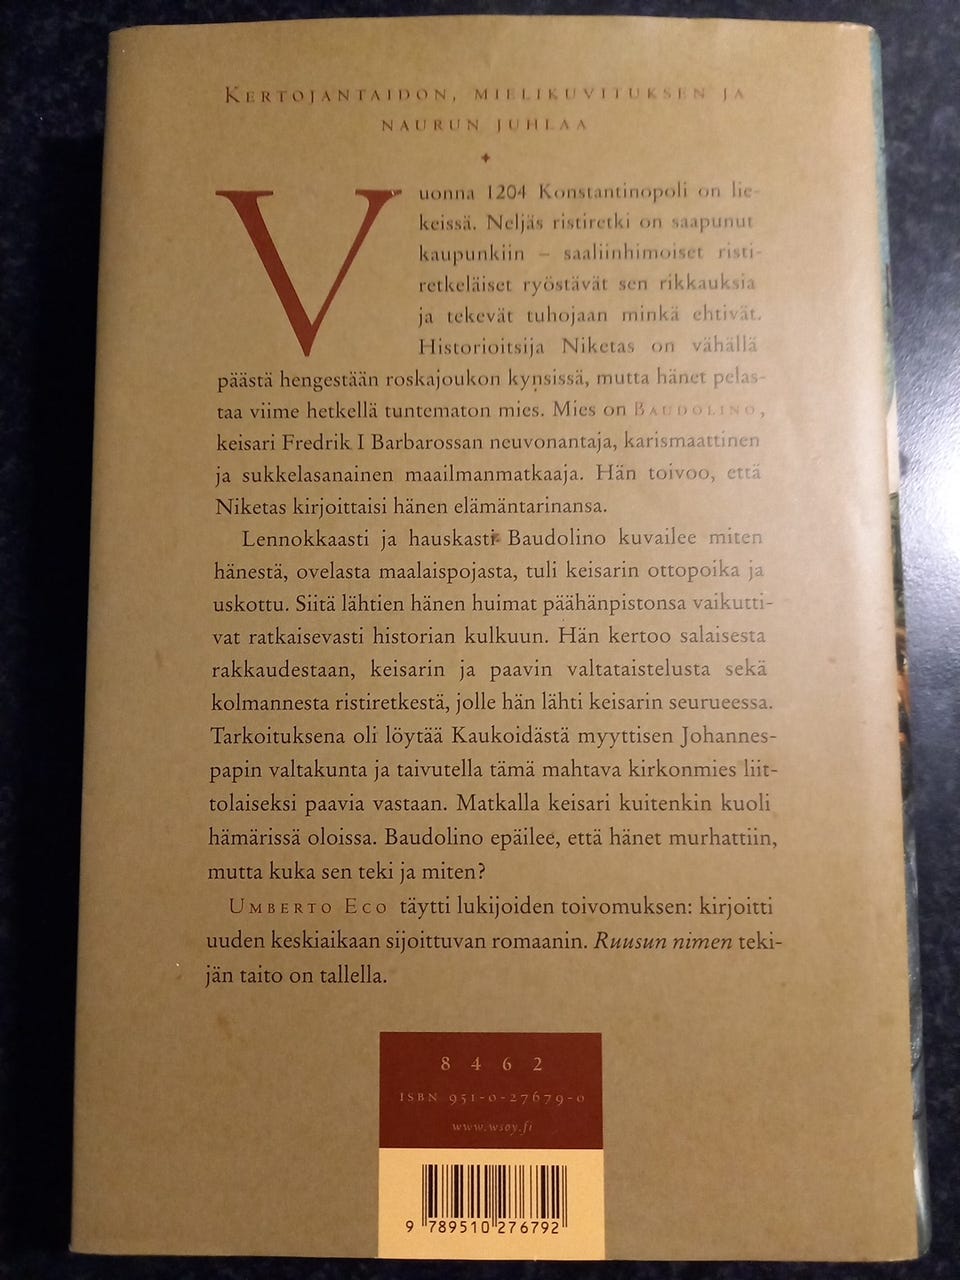 KERTOJANTAIDON, MIELIKUVITUKSEN JA
NAURUN JUHLAA
Vuonna 1204 Konstantinopoli on lie-
keissä. Neljäs ristiretki on saapunut
kaupunkiin – saaliinhimoiset risti-
retkeläiset ryöstävät sen rikkauksia
ja tekevät tuhojaan minkä ehtivät.
Historioitsija Niketas on vähällä
päästä hengestään roskajoukon kynsissä, mutta hänet pelas-
taa viime hetkellä tuntematon mies. Mies on BAUDOLINO,
keisari Fredrik I Barbarossan neuvonantaja, karismaattinen
ja sukkelasanainen maailmanmatkaaja. Hän toivoo, että
Niketas kirjoittaisi hänen elämäntarinansa.
Lennokkaasti ja hauskasti Baudolino kuvailee miten
hänestä, ovelasta maalaispojasta, tuli keisarin ottopoika ja
uskottu. Siitä lähtien hänen huimat päähänpistonsa vaikutti-
vat ratkaisevasti historian kulkuun. Hän kertoo salaisesta
rakkaudestaan, keisarin ja paavin valtataistelusta sekä
kolmannesta ristiretkestä, jolle hän lähti keisarin seurueessa.
Tarkoituksena oli löytää Kaukoidästä myyttisen Johannes-
papin valtakunta ja taivutella tämä mahtava kirkonmies liit-
tolaiseksi paavia vastaan. Matkalla keisari kuitenkin kuoli
hämärissä oloissa. Baudolino epäilee, että hänet murhattiin,
mutta kuka sen teki ja miten?
UMBERTO ECO täytti lukijoiden toivomuksen: kirjoitti
uuden keskiaikaan sijoittuvan romaanin. Ruusun nimen teki-
jän taito on tallella.
8 4 6 2
ISBN 951-0-27679-0
www.wsoy.fi
9 789510 276792